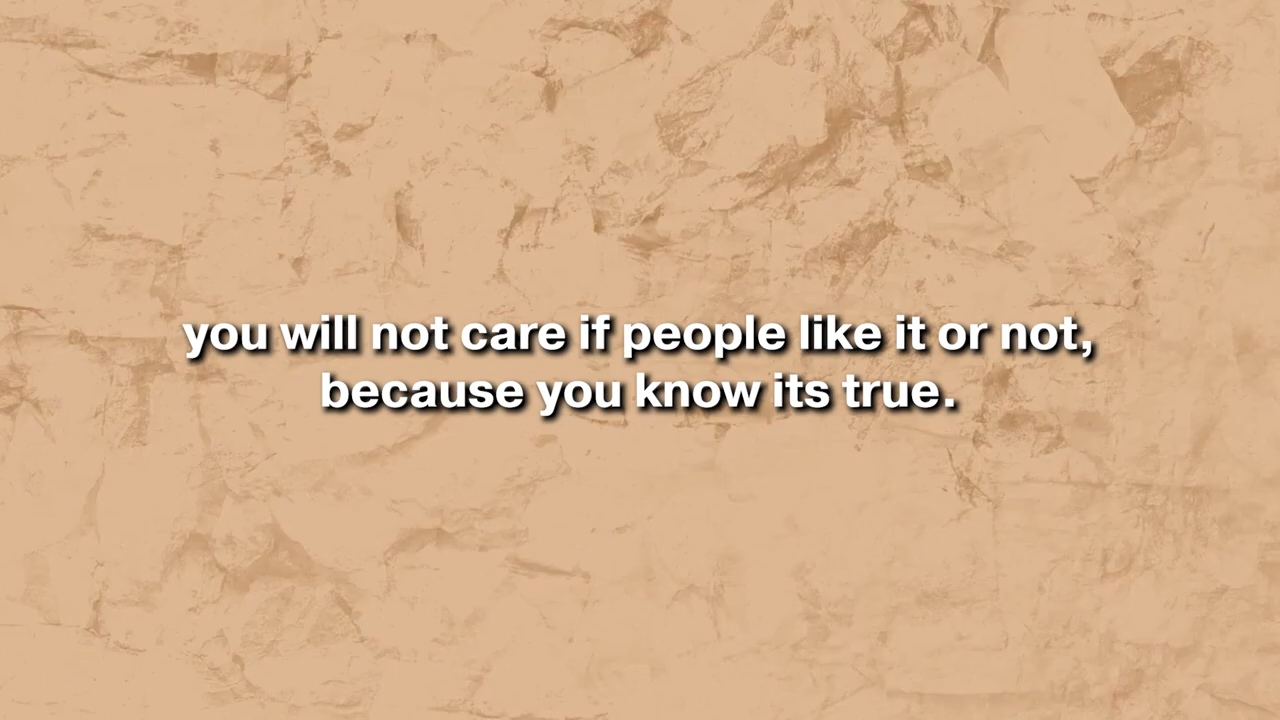 you will not care if people like it or not,
because you know its true.